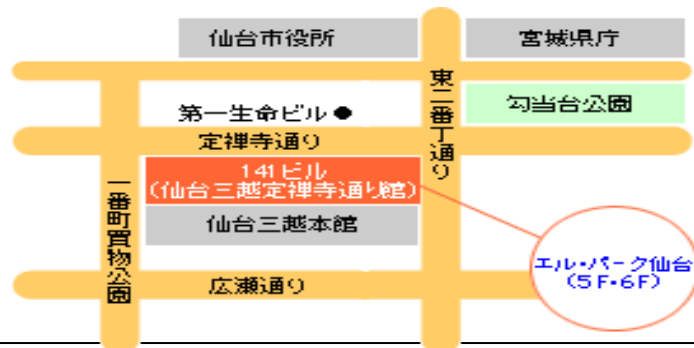 仙台市役所
宮城県庁
東二番丁通り
勾当台公園
第一生命ビル●
定禅寺通り
141ビル
(仙台三越定禅寺通り館)
一番町買物公園
仙台三越本館
エル・パーク仙台
(5F・6F)
広瀬通り